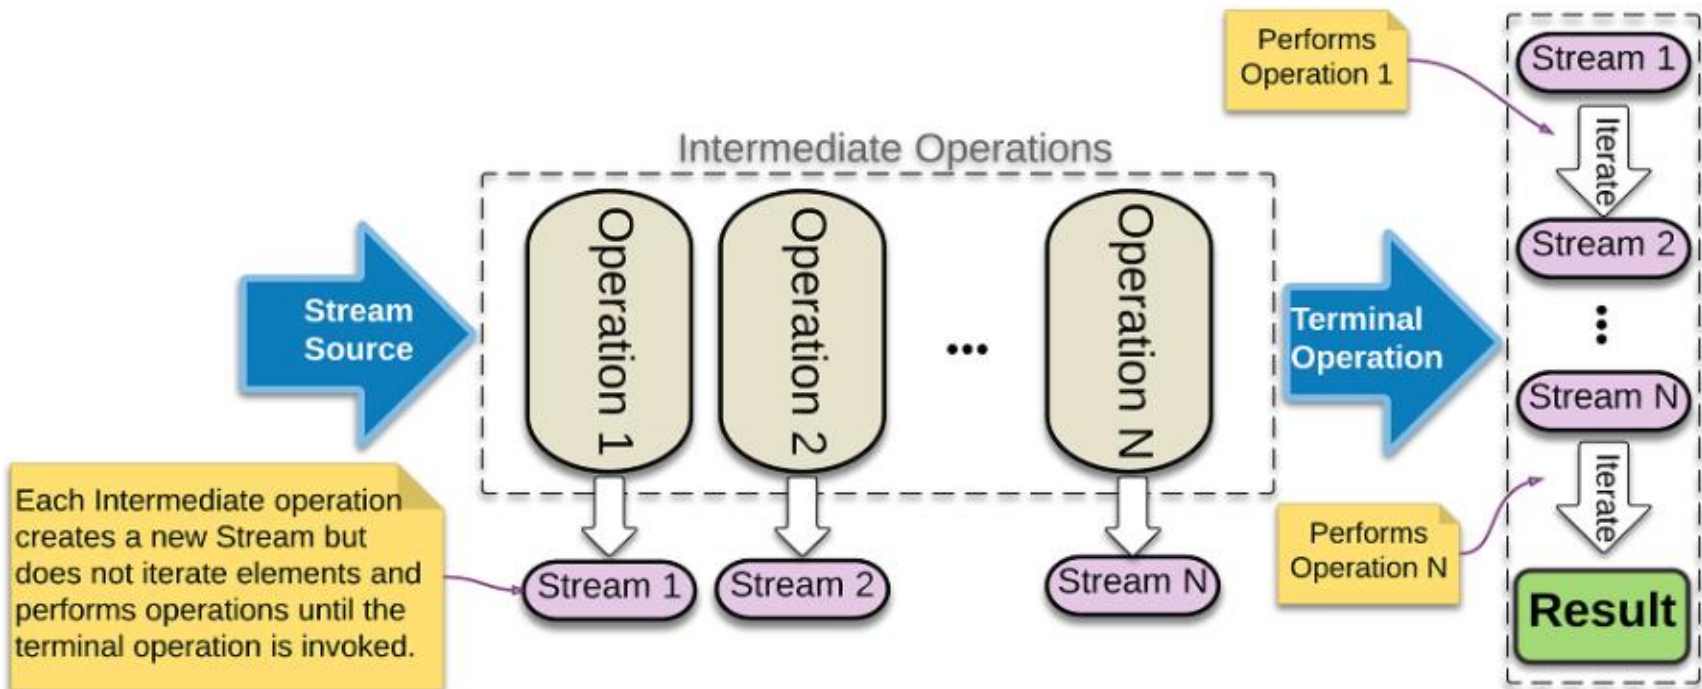 Intermediate Operations
Stream
Source
Operation 1
Operation 2
...
Operation N
Terminal
Operation
Each Intermediate operation
creates a new Stream but
does not iterate elements and
performs operations until the
terminal operation is invoked.
Stream 1
Stream 2
Stream N
Performs
Operation 1
Stream 1
Iterate
Stream 2
...
Stream N
Performs
Operation N
Iterate
Result